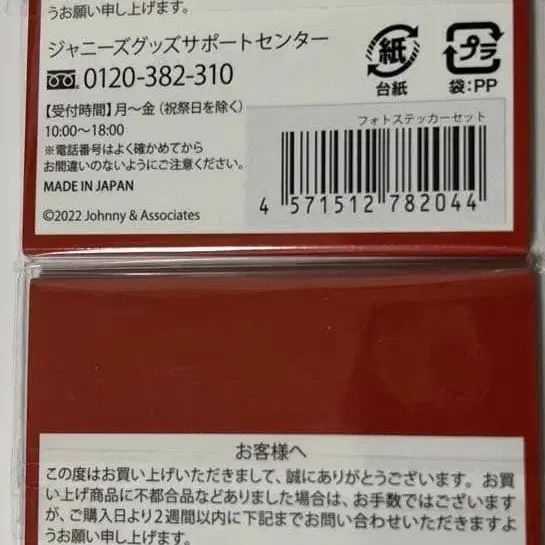 うお願い申し上げます。
ジャニーズグッズサポートセンター
0120-382-310
【受付時間】月～金（祝祭日を除く）
10:00～18:00
※電話番号はよく確かめてから
お間違いのないようにご注意ください。
MADE IN JAPAN
©2022 Johnny & Associates
紙
台紙
プラ
袋:PP
フォトステッカーセット
4 571512 782044
お客様へ
この度はお買い上げいただきまして、誠にありがとうございます。お買
い上げ商品に不都合品などありました場合は、お手数ではございます
が、ご購入日より2週間以内に下記までお問い合わせいただきますよ
うお願い申し上げます。